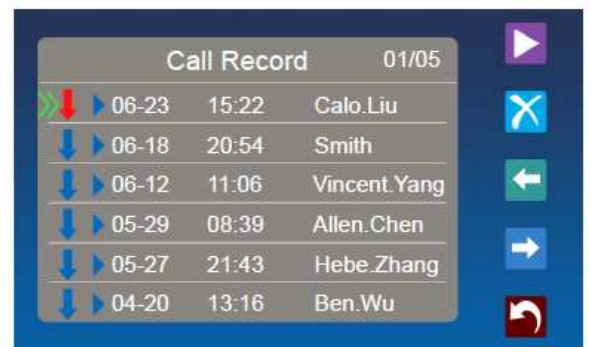 Call Record 01/05
06-23 15:22 Calo.Liu
06-18 20:54 Smith
06-12 11:06 Vincent.Yang
05-29 08:39 Allen.Chen
05-27 21:43 Hebe.Zhang
04-20 13:16 Ben.Wu